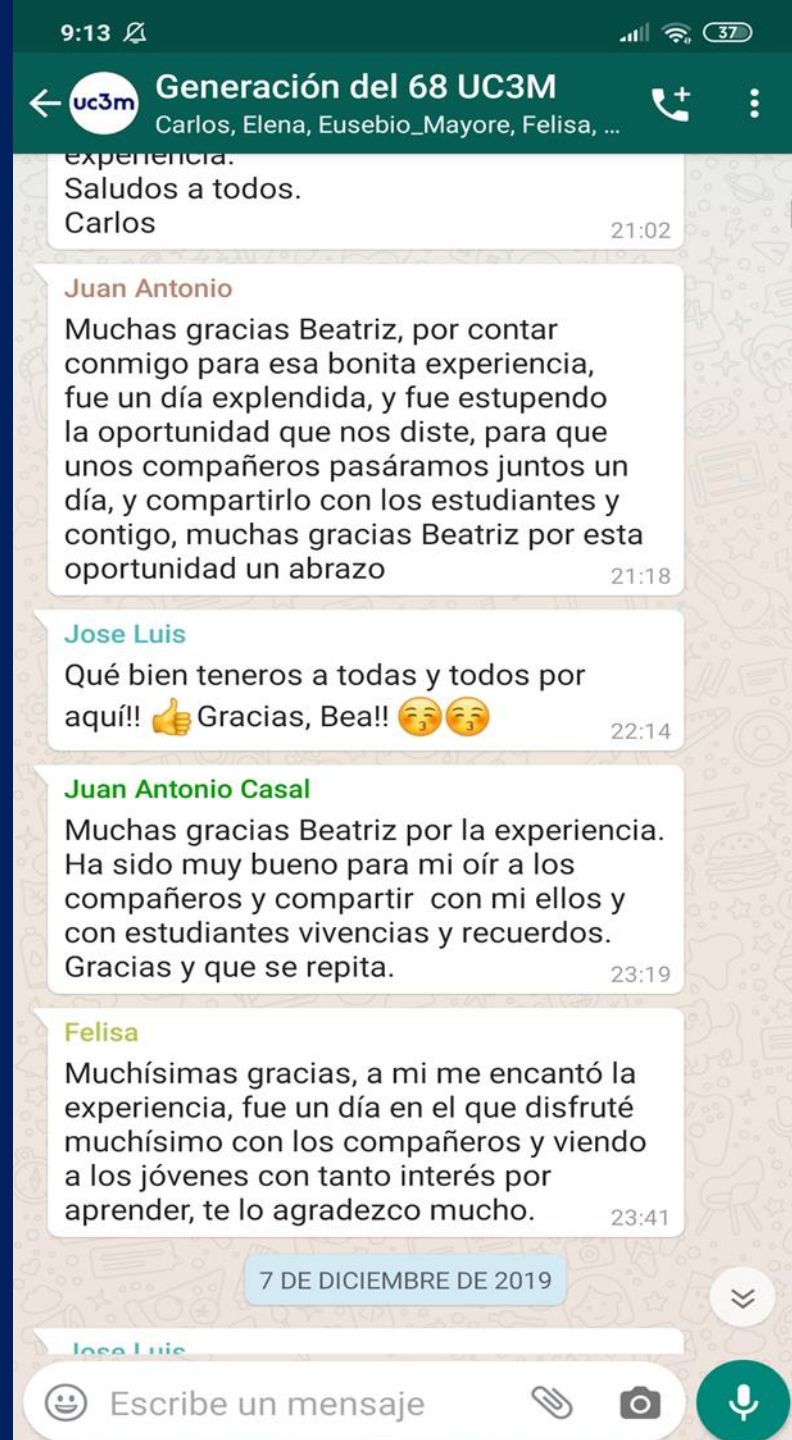 9:13
37
uc3m
Generación del 68 UC3M
Carlos, Elena, Eusebio_Mayore, Felisa, ...
experiencia.
Saludos a todos.
Carlos
21:02
Juan Antonio
Muchas gracias Beatriz, por contar
conmigo para esa bonita experiencia,
fue un día explendida, y fue estupendo
la oportunidad que nos diste, para que
unos compañeros pasáramos juntos un
día, y compartirlo con los estudiantes y
contigo, muchas gracias Beatriz por esta
oportunidad un abrazo
21:18
Jose Luis
Qué bien teneros a todas y todos por
aquí!! 👍 Gracias, Bea!! 😚😚
22:14
Juan Antonio Casal
Muchas gracias Beatriz por la experiencia.
Ha sido muy bueno para mi oír a los
compañeros y compartir con mi ellos y
con estudiantes vivencias y recuerdos.
Gracias y que se repita.
23:19
Felisa
Muchísimas gracias, a mi me encantó la
experiencia, fue un día en el que disfruté
muchísimo con los compañeros y viendo
a los jóvenes con tanto interés por
aprender, te lo agradezco mucho.
23:41
7 DE DICIEMBRE DE 2019
Jose Luis
Escribe un mensaje